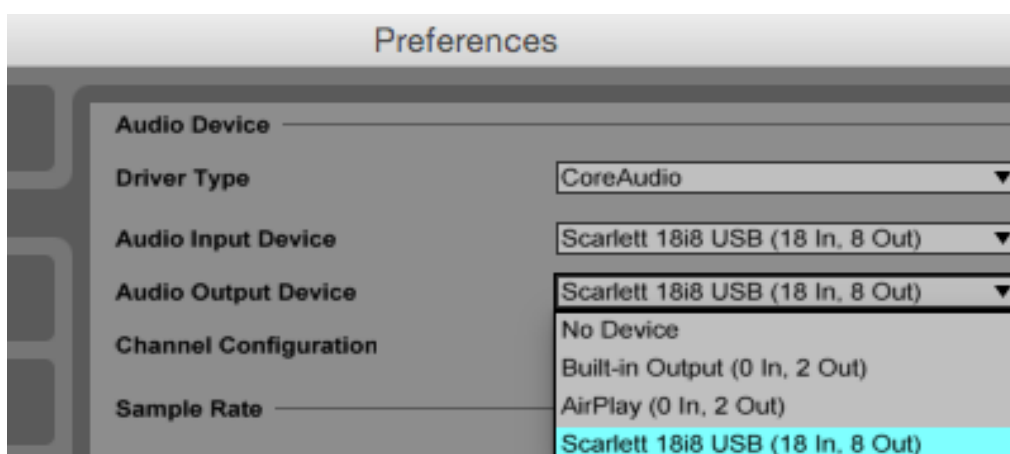 Preferences
Audio Device
Driver Type
CoreAudio
Audio Input Device
Scarlett 18i8 USB (18 In, 8 Out)
Audio Output Device
Scarlett 18i8 USB (18 In, 8 Out)
No Device
Channel Configuration
Built-in Output (0 In, 2 Out)
AirPlay (0 In, 2 Out)
Sample Rate
Scarlett 18i8 USB (18 In, 8 Out)